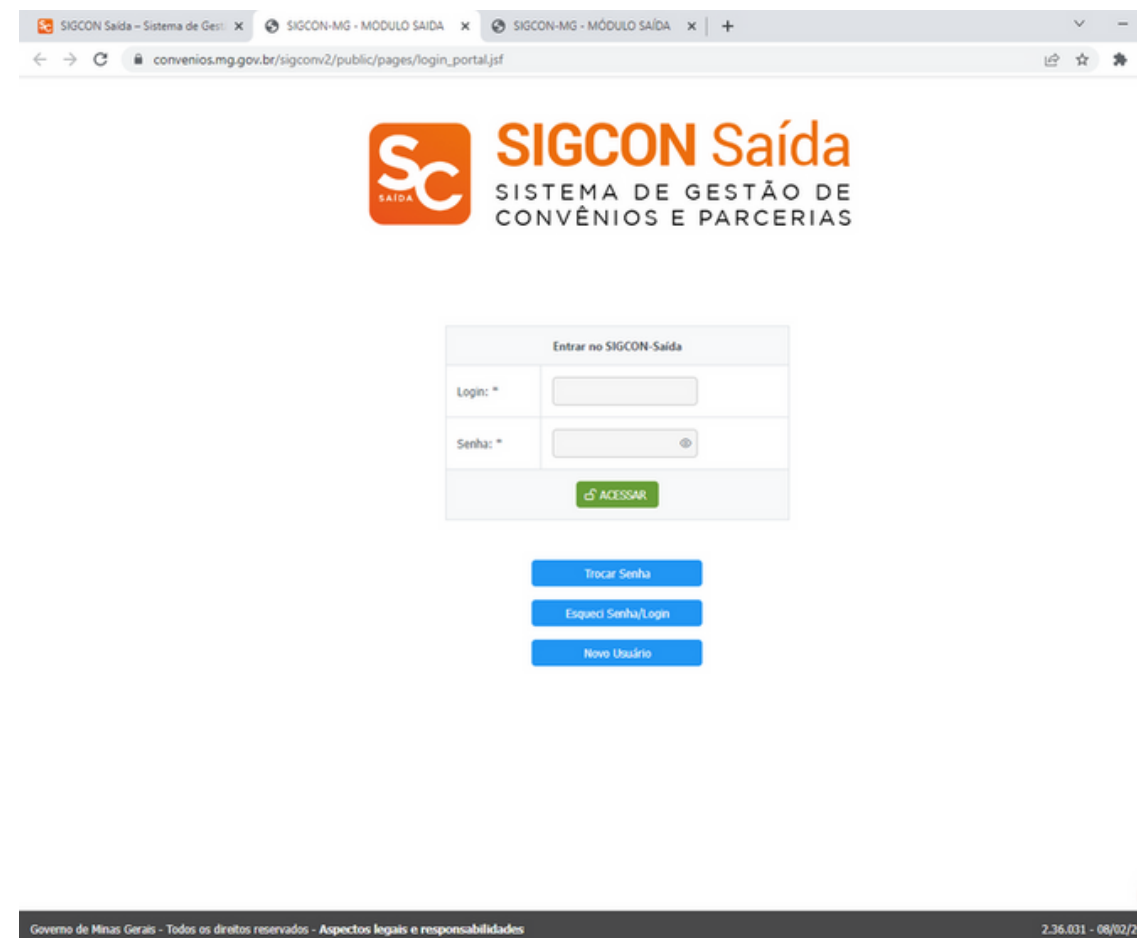 SIGCON Saída – Sistema de Gest
SIGCON-MG - MODULO SAIDA
SIGCON-MG - MÓDULO SAÍDA
convenios.mg.gov.br/sigconv2/public/pages/login_portal.jsf
SC
SAÍDA
SIGCON Saída
SISTEMA DE GESTÃO DE
CONVÊNIOS E PARCERIAS
Entrar no SIGCON-Saída
Login: *
Senha: *
ACESSAR
Trocar Senha
Esqueci Senha/Login
Novo Usuário
Governo de Minas Gerais - Todos os direitos reservados - Aspectos legais e responsabilidades
2.36.031 - 08/02/2